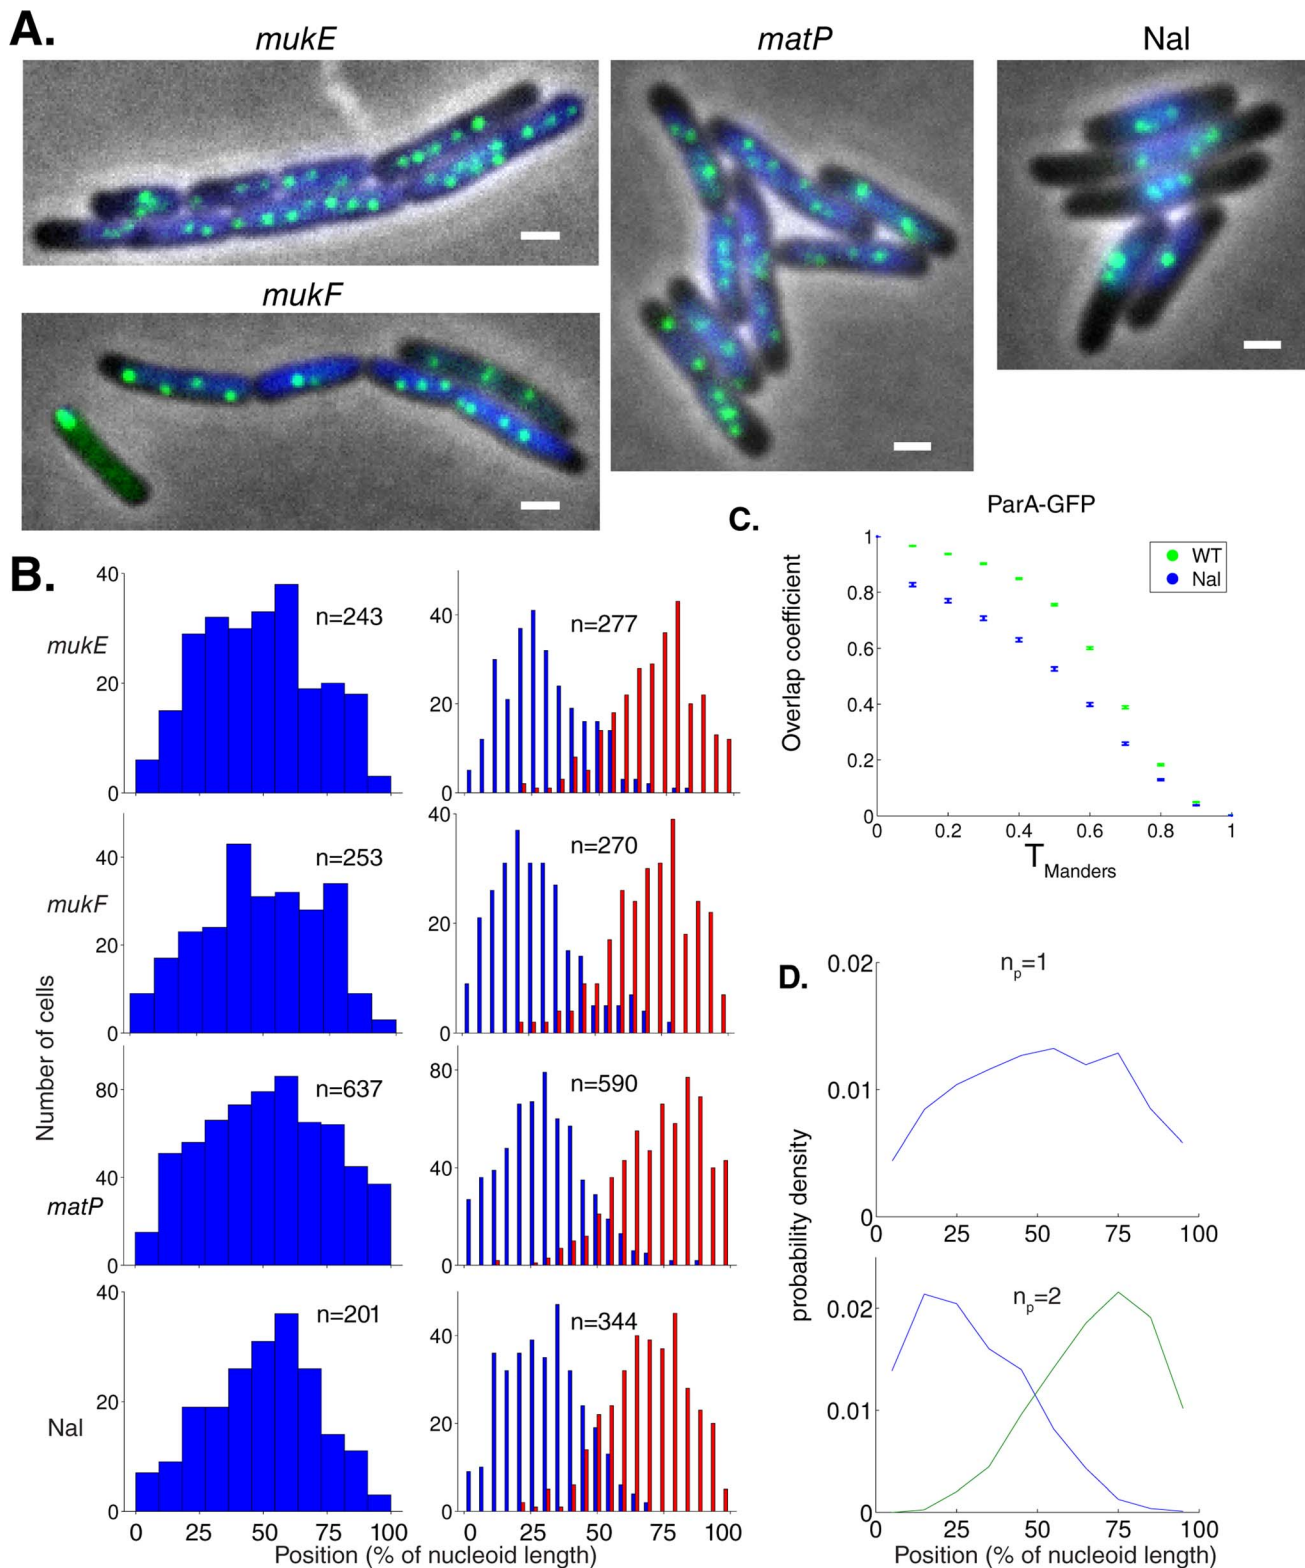 A.
mukE
matP
Nal
mukF
B.
mukE
40
20
0
n=243
40
20
0
n=277
mukF
40
20
0
n=253
40
20
0
n=270
Number of cells
matP
80
40
0
n=637
80
40
0
n=590
Nal
40
20
0
n=201
40
20
0
n=344
0 25 50 75 100
0 25 50 75 100
Position (% of nucleoid length)
C.
ParA-GFP
WT
Nal
Overlap coefficient
1
0.8
0.6
0.4
0.2
0
0 0.2 0.4 0.6 0.8 1
TManders
D.
np=1
0.02
0.01
0
0 25 50 75 100
probability density
np=2
0.02
0.01
0
0 25 50 75 100
Position (% of nucleoid length)